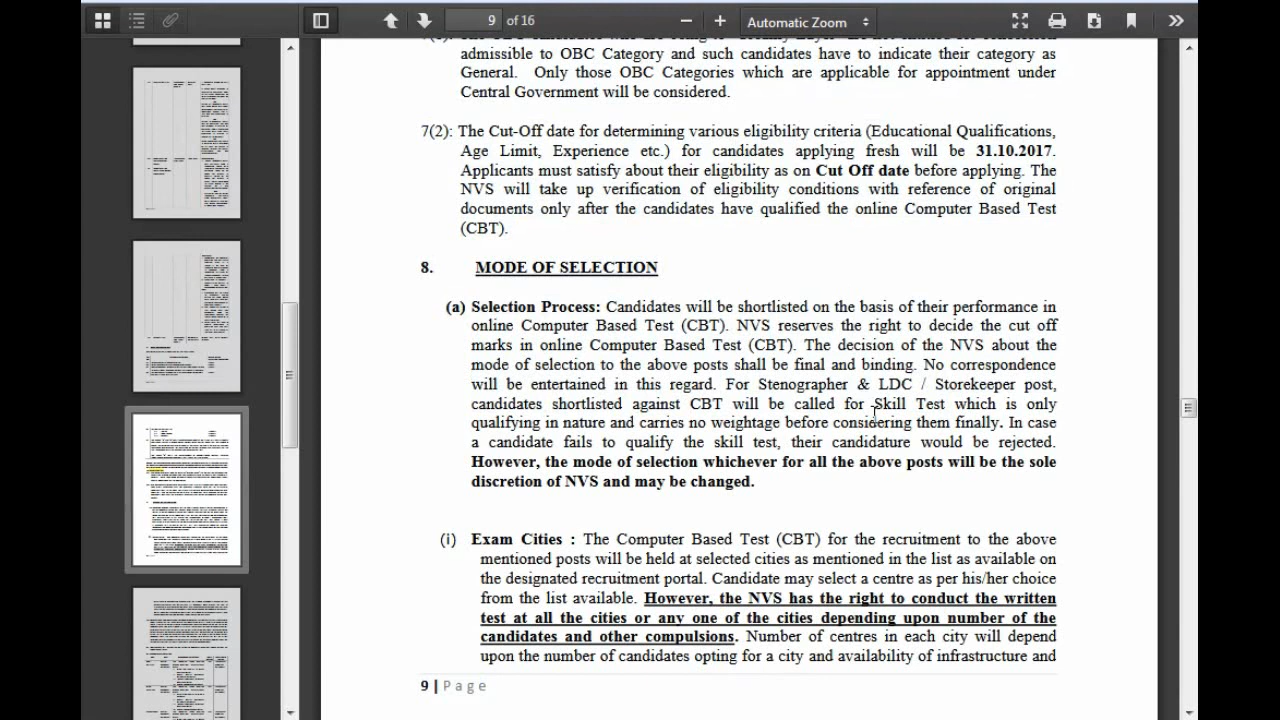 9 of 16
Automatic Zoom
admissible to OBC Category and such candidates have to indicate their category as
General. Only those OBC Categories which are applicable for appointment under
Central Government will be considered.
7(2): The Cut-Off date for determining various eligibility criteria (Educational Qualifications,
Age Limit, Experience etc.) for candidates applying fresh will be 31.10.2017.
Applicants must satisfy about their eligibility as on Cut Off date before applying. The
NVS will take up verification of eligibility conditions with reference of original
documents only after the candidates have qualified the online Computer Based Test
(CBT).
8. MODE OF SELECTION
(a) Selection Process: Candidates will be shortlisted on the basis of their performance in
online Computer Based Test (CBT). NVS reserves the right to decide the cut off
marks in online Computer Based Test (CBT). The decision of the NVS about the
mode of selection to the above posts shall be final and binding. No correspondence
will be entertained in this regard. For Stenographer & LDC / Storekeeper post,
candidates shortlisted against CBT will be called for Skill Test which is only
qualifying in nature and carries no weightage before considering them finally. In case
a candidate fails to qualify the skill test, their candidature would be rejected.
However, the mode of selection whichever for all the above posts will be the sole
discretion of NVS and may be changed.
(i) Exam Cities : The Computer Based Test (CBT) for the recruitment to the above
mentioned posts will be held at selected cities as mentioned in the list as available on
the designated recruitment portal. Candidate may select a centre as per his/her choice
from the list available. However, the NVS has the right to conduct the written
test at all the cities or any one of the cities depending upon number of the
candidates and other compulsions. Number of centres in each city will depend
upon the number of candidates opting for a city and availability of infrastructure and
9 | Page